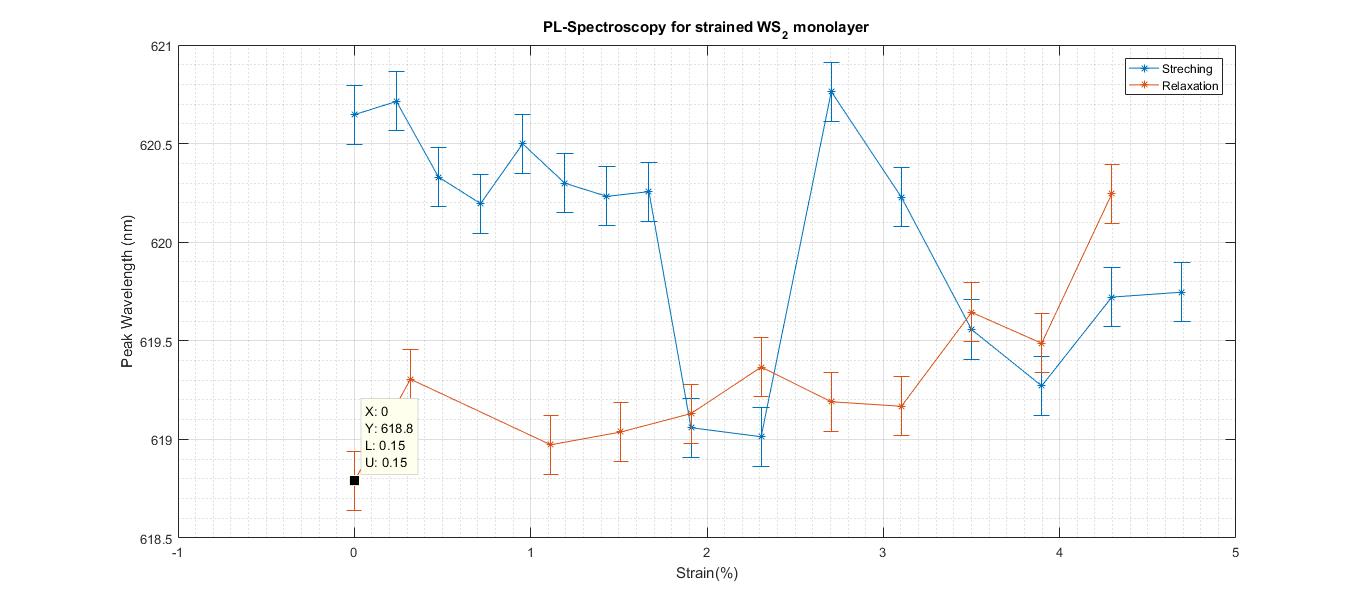 PL-Spectroscopy for strained WS2 monolayer
Streching
Relaxation
Peak Wavelength (nm)
621
620.5
620
619.5
619
618.5
X: 0
Y: 618.8
L: 0.15
U: 0.15
-1 0 1 2 3 4 5
Strain(%)